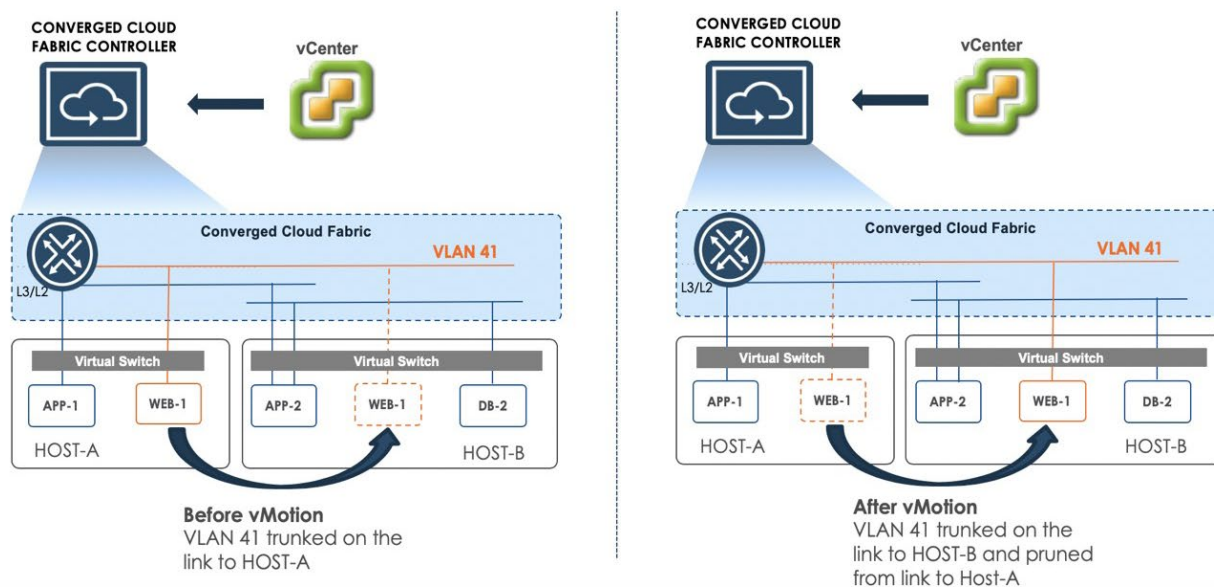 CONVERGED CLOUD
FABRIC CONTROLLER
vCenter
Converged Cloud Fabric
VLAN 41
L3/L2
Virtual Switch
Virtual Switch
APP-1
WEB-1
APP-2
WEB-1
DB-2
HOST-A
HOST-B
Before vMotion
VLAN 41 trunked on the
link to HOST-A
CONVERGED CLOUD
FABRIC CONTROLLER
vCenter
Converged Cloud Fabric
VLAN 41
L3/L2
Virtual Switch
Virtual Switch
APP-1
WEB-1
APP-2
WEB-1
DB-2
HOST-A
HOST-B
After vMotion
VLAN 41 trunked on the
link to HOST-B and pruned
from link to Host-A